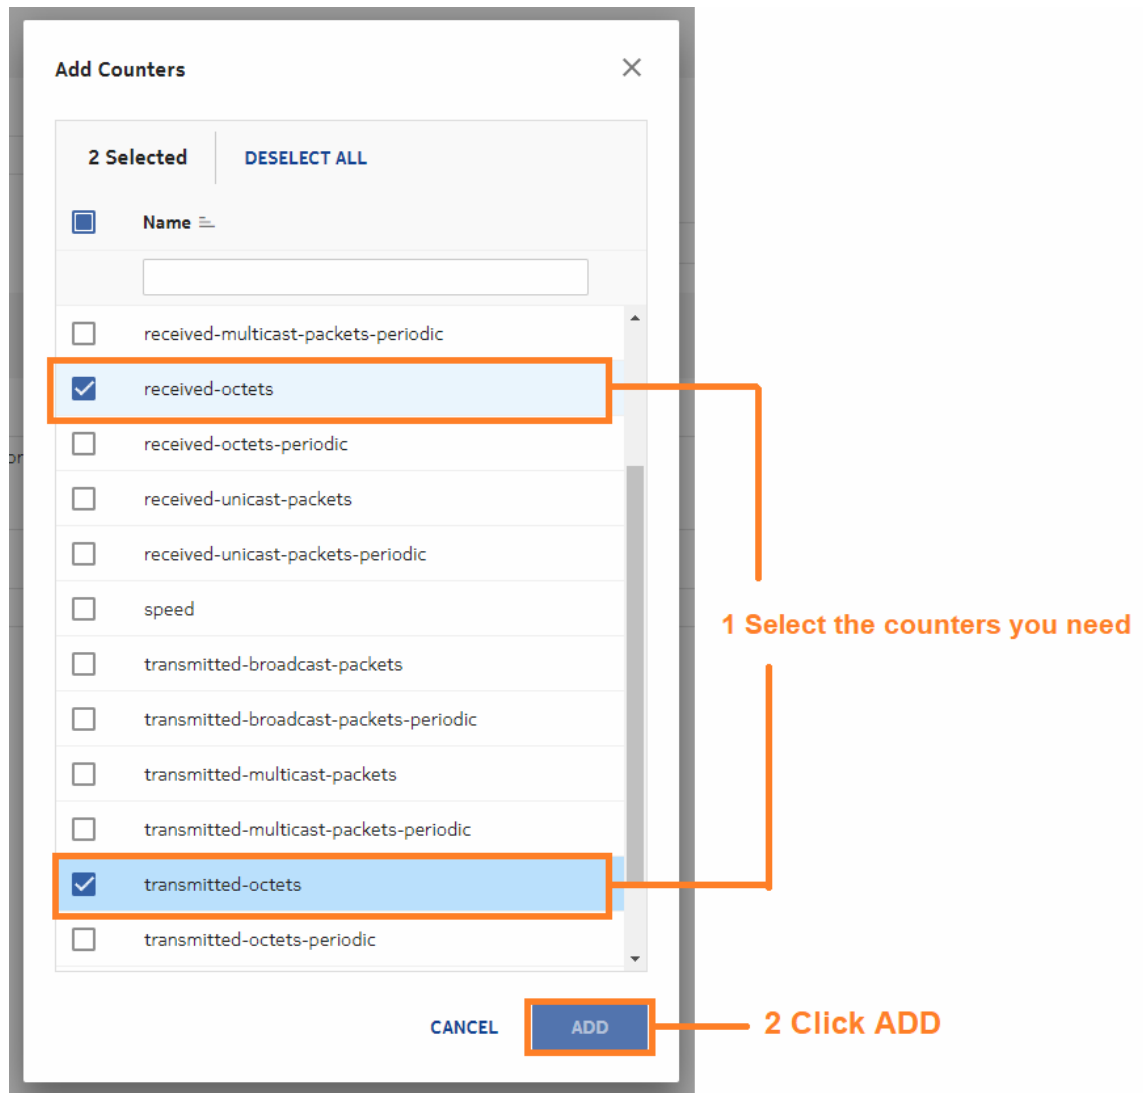 Add Counters
2 Selected
DESELECT ALL
Name
received-multicast-packets-periodic
received-octets
received-octets-periodic
or
received-unicast-packets
received-unicast-packets-periodic
speed
1 Select the counters you need
transmitted-broadcast-packets
transmitted-broadcast-packets-periodic
transmitted-multicast-packets
transmitted-multicast-packets-periodic
transmitted-octets
transmitted-octets-periodic
CANCEL
ADD
2 Click ADD